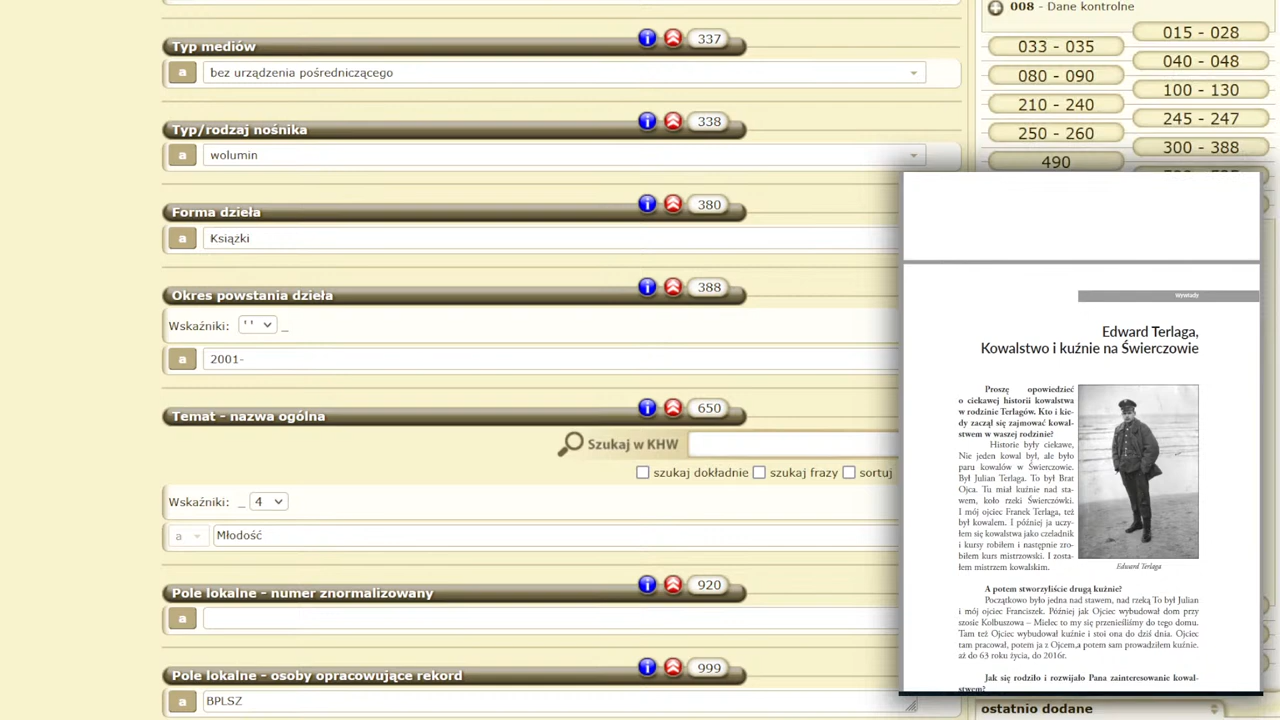 Typ mediów
337
a
bez urządzenia pośredniczącego
Typ/rodzaj nośnika
338
a
wolumin
Forma dzieła
380
a
Książki
Okres powstania dzieła
388
Wskaźniki: ' ' _
a
2001-
Temat - nazwa ogólna
650
Szukaj w KHW
szukaj dokładnie
szukaj frazy
sortuj
Wskaźniki: _ 4
a
Młodość
Pole lokalne - numer znormalizowany
920
a
Pole lokalne - osoby opracowujące rekord
999
a
BPLSZ
008 - Dane kontrolne
015 - 028
033 - 035
040 - 048
080 - 090
100 - 130
210 - 240
245 - 247
250 - 260
300 - 388
490
Wywiady
Edward Terlaga,
Kowalstwo i kuźnie na Świerczowie
Proszę opowiedzieć
o ciekawej historii kowalstwa
w rodzinie Terlagów. Kto i kie-
dy zaczął się zajmować kowal-
stwem w waszej rodzinie?
Historie były ciekawe,
Nie jeden kowal był, ale było
paru kowalów w Świerczowie.
Był Julian Terlaga. To był Brat
Ojca. Tu miał kuźnie nad sta-
wem, koło rzeki Świerczówki.
I mój ojciec Franek Terlaga, też
był kowalem. I później ja uczy-
łem się kowalstwa jako czeladnik
i kursy robiłem i następnie zro-
biłem kurs mistrzowski. I zosta-
łem mistrzem kowalskim.
Edward Terlaga
A potem stworzyliście drugą kuźnie?
Początkowo było jedna nad stawem, nad rzeką To był Julian
i mój ojciec Franciszek. Później jak Ojciec wybudował dom przy
szosie Kolbuszowa – Mielec to my się przenieśliśmy do tego domu.
Tam też Ojciec wybudował kuźnie i stoi ona do dziś dnia. Ojciec
tam pracował, potem ja z Ojcem,a potem sam prowadziłem kuźnie.
aż do 63 roku życia, do 2016r.
Jak się rodziło i rozwijało Pana zainteresowanie kowal-
stwem?
ostatnio dodane